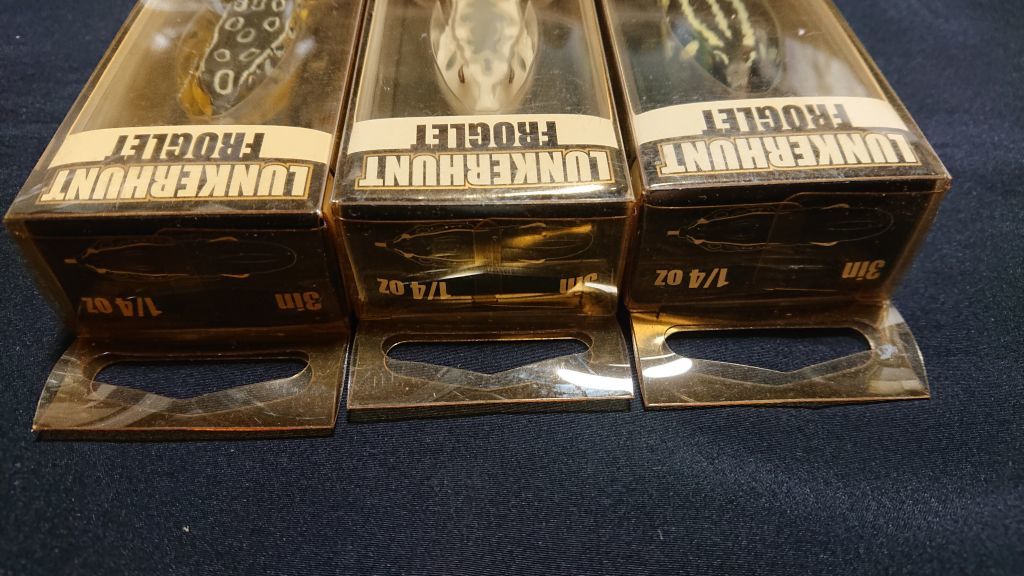 LUNKERHUNT
FROGLET
LUNKERHUNT
FROGLET
LUNKERHUNT
FROGLET
3in 1/4 oz
3in 1/4 oz
3in 1/4 oz